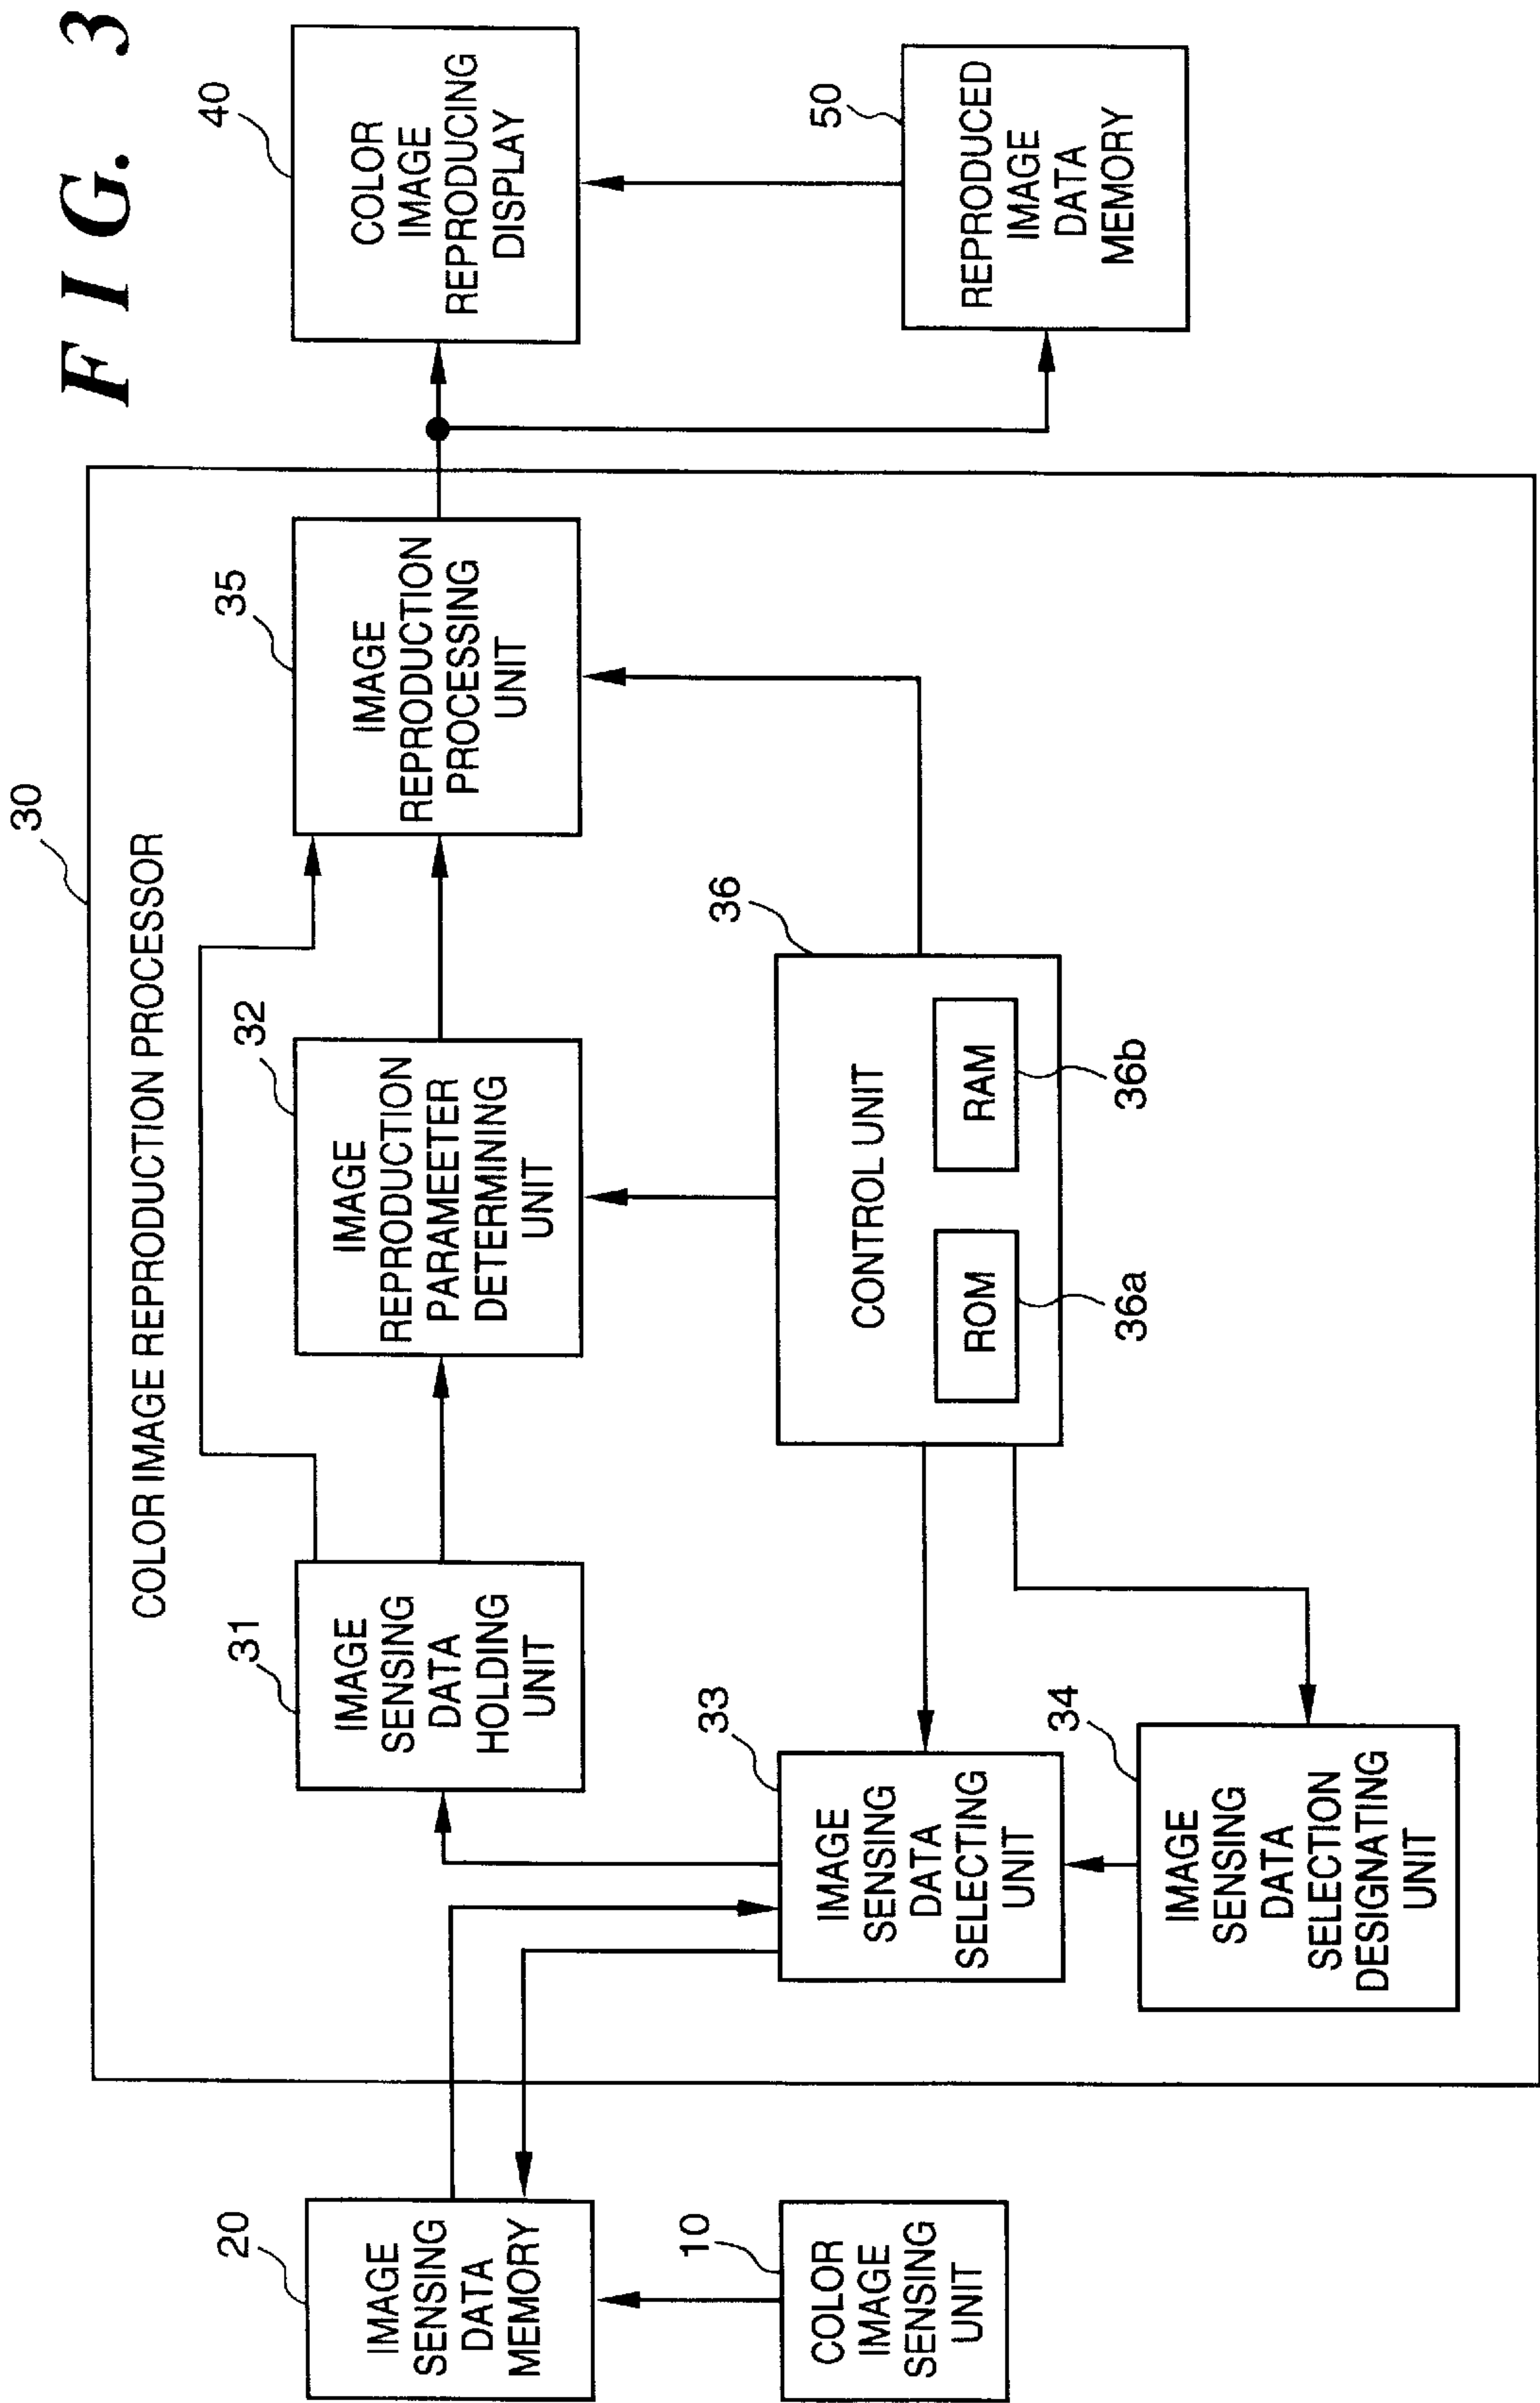 FIG. 3
30
COLOR IMAGE REPRODUCTION PROCESSOR
20
IMAGE
SENSING
DATA
MEMORY
10
COLOR
IMAGE
SENSING
UNIT
31
IMAGE
SENSING
DATA
HOLDING
UNIT
32
IMAGE
REPRODUCTION
PARAMEETER
DETERMINING
UNIT
35
IMAGE
REPRODUCTION
PROCESSING
UNIT
40
COLOR
IMAGE
REPRODUCING
DISPLAY
33
IMAGE
SENSING
DATA
SELECTING
UNIT
34
IMAGE
SENSING
DATA
SELECTION
DESIGNATING
UNIT
36
CONTROL UNIT
ROM
RAM
36a
36b
50
REPRODUCED
IMAGE
DATA
MEMORY